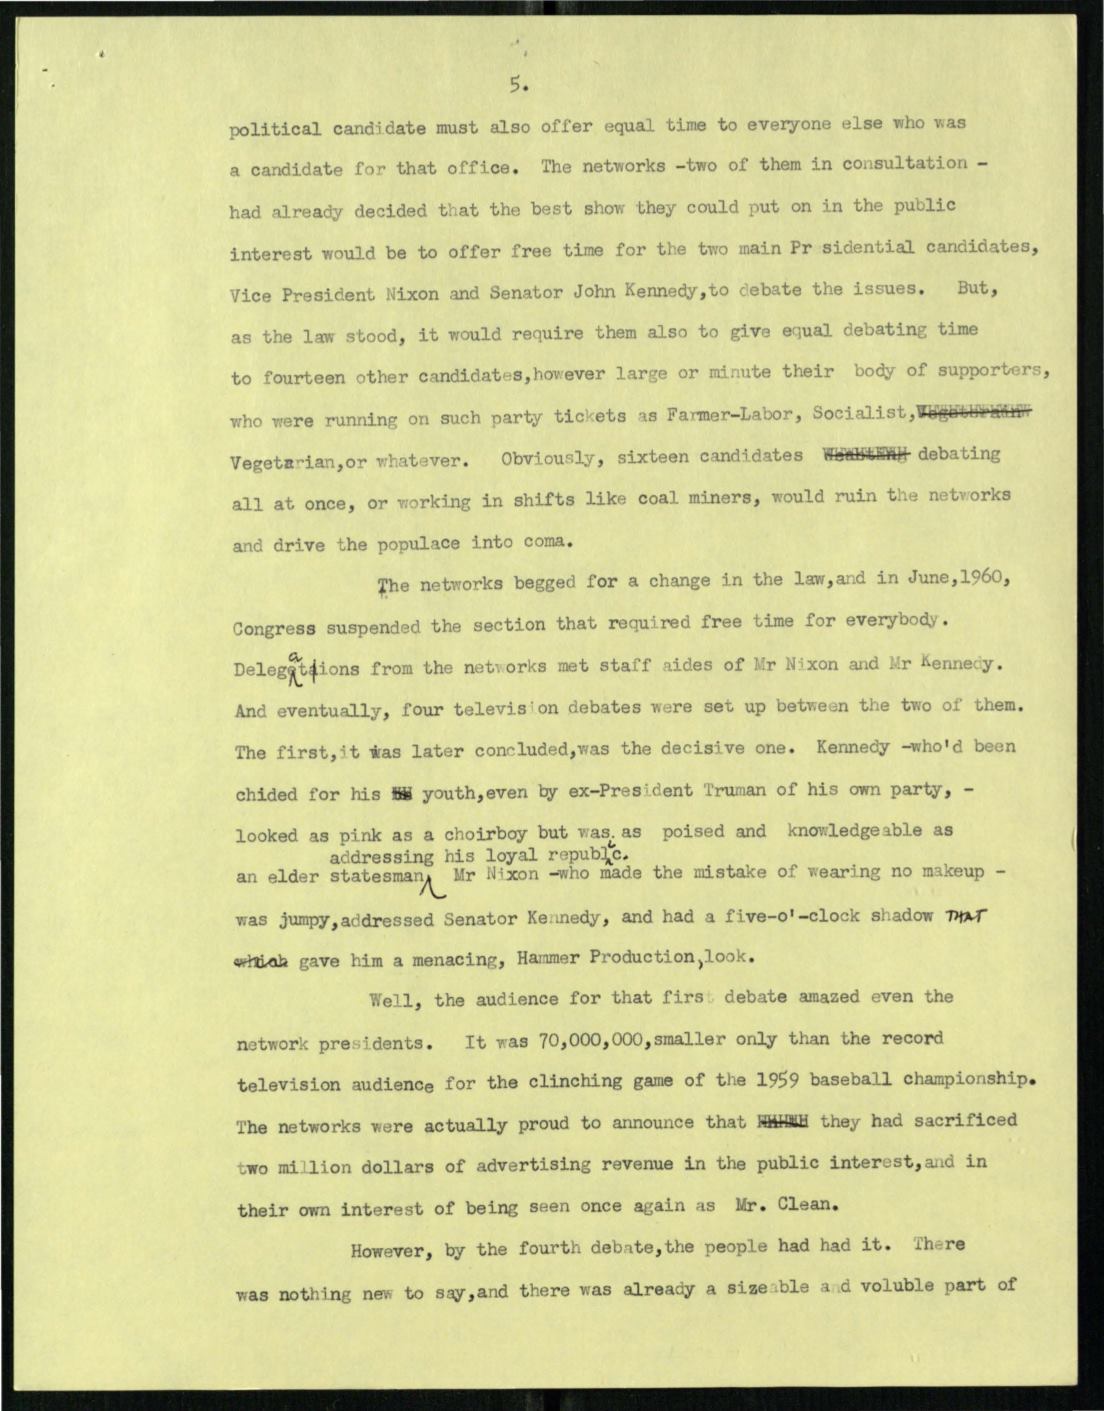 5.
political candidate must also offer equal time to everyone else who was
a candidate for that office. The networks -two of them in consultation -
had already decided that the best show they could put on in the public
interest would be to offer free time for the two main Pr sidential candidates,
Vice President Nixon and Senator John Kennedy,to debate the issues. But,
as the law stood, it would require them also to give equal debating time
to fourteen other candidates,however large or minute their body of supporters,
who were running on such party tickets as Farmer-Labor, Socialist,
Vegetarian,or whatever. Obviously, sixteen candidates debating
all at once, or working in shifts like coal miners, would ruin the networks
and drive the populace into coma.
The networks begged for a change in the law,and in June,1960,
Congress suspended the section that required free time for everybody.
Delegations from the networks met staff aides of Mr Nixon and Mr Kennedy.
And eventually, four television debates were set up between the two of them.
The first,it was later concluded,was the decisive one. Kennedy -who'd been
chided for his youth,even by ex-President Truman of his own party, -
looked as pink as a choirboy but was as poised and knowledgeable as
addressing his loyal republic.
an elder statesman Mr Nixon -who made the mistake of wearing no makeup -
was jumpy,addressed Senator Kennedy, and had a five-o'-clock shadow THAT
which gave him a menacing, Hammer Production,look.
Well, the audience for that first debate amazed even the
network presidents. It was 70,000,000,smaller only than the record
television audience for the clinching game of the 1959 baseball championship.
The networks were actually proud to announce that they had sacrificed
two million dollars of advertising revenue in the public interest,and in
their own interest of being seen once again as Mr. Clean.
However, by the fourth debate,the people had had it. There
was nothing new to say,and there was already a sizeable and voluble part of